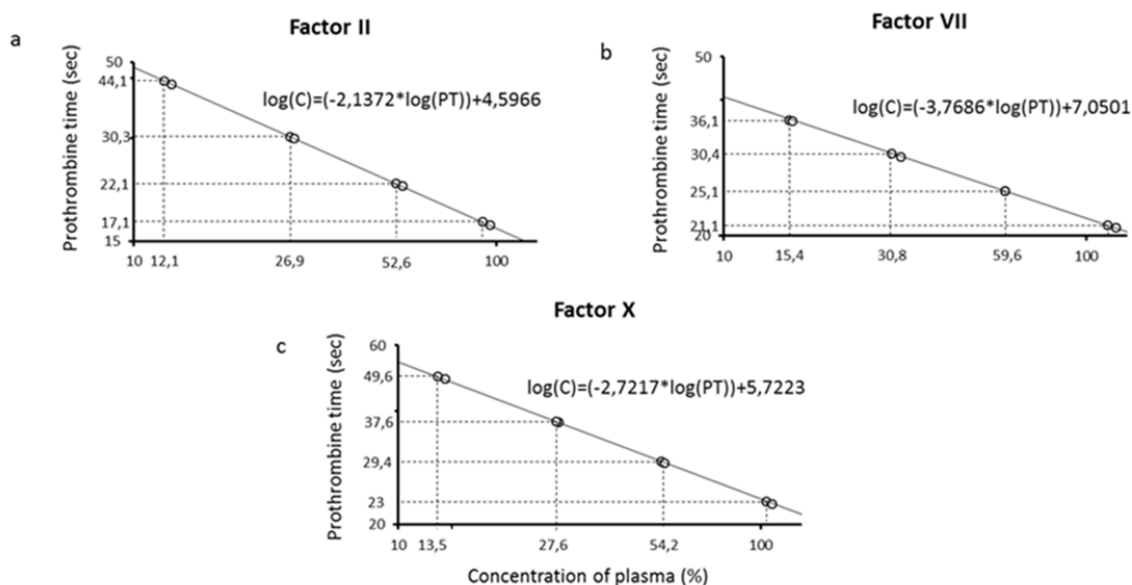 a
Factor II
Prothrombine time (sec)
50
44,1
30,3
22,1
17,1
15
log(C)=(-2,1372*log(PT))+4,5966
10 12,1 26,9 52,6 100
b
Factor VII
Prothrombine time (sec)
50
36,1
30,4
25,1
21,1
20
log(C)=(-3,7686*log(PT))+7,0501
10 15,4 30,8 59,6 100
c
Factor X
Prothrombine time (sec)
60
49,6
37,6
29,4
23
20
log(C)=(-2,7217*log(PT))+5,7223
10 13,5 27,6 54,2 100
Concentration of plasma (%)